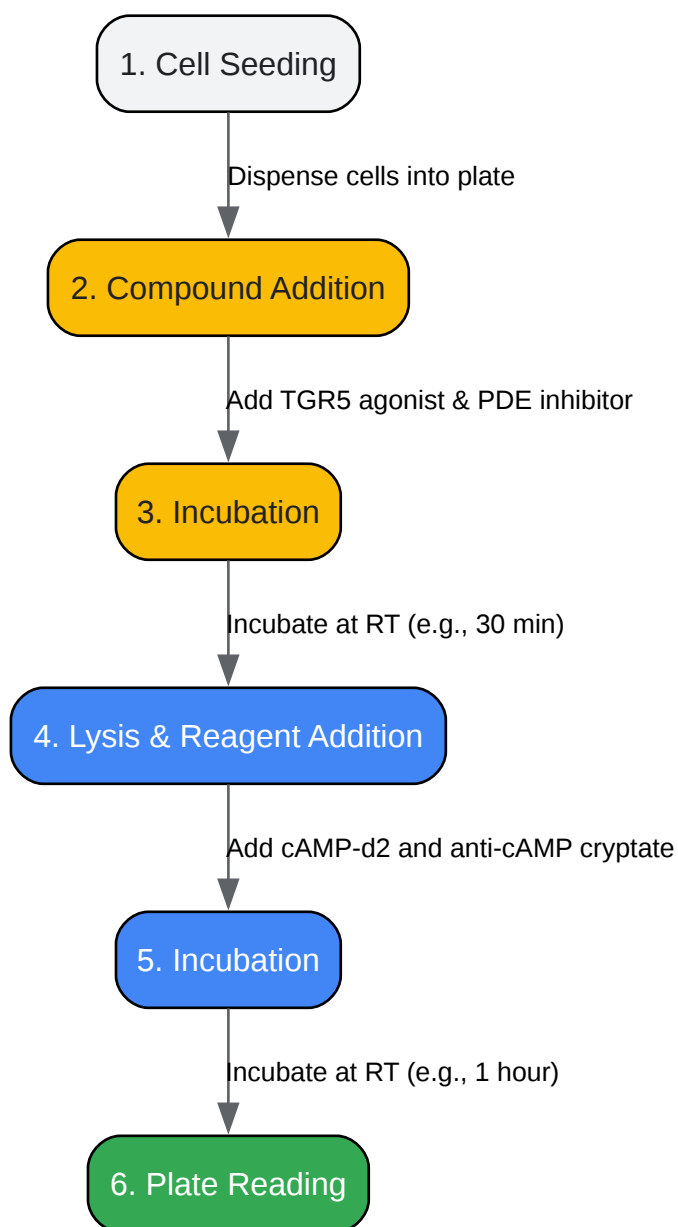 1. Cell Seeding
Dispense cells into plate
2. Compound Addition
Add TGR5 agonist & PDE inhibitor
3. Incubation
Incubate at RT (e.g., 30 min)
4. Lysis & Reagent Addition
Add cAMP-d2 and anti-cAMP cryptate
5. Incubation
Incubate at RT (e.g., 1 hour)
6. Plate Reading